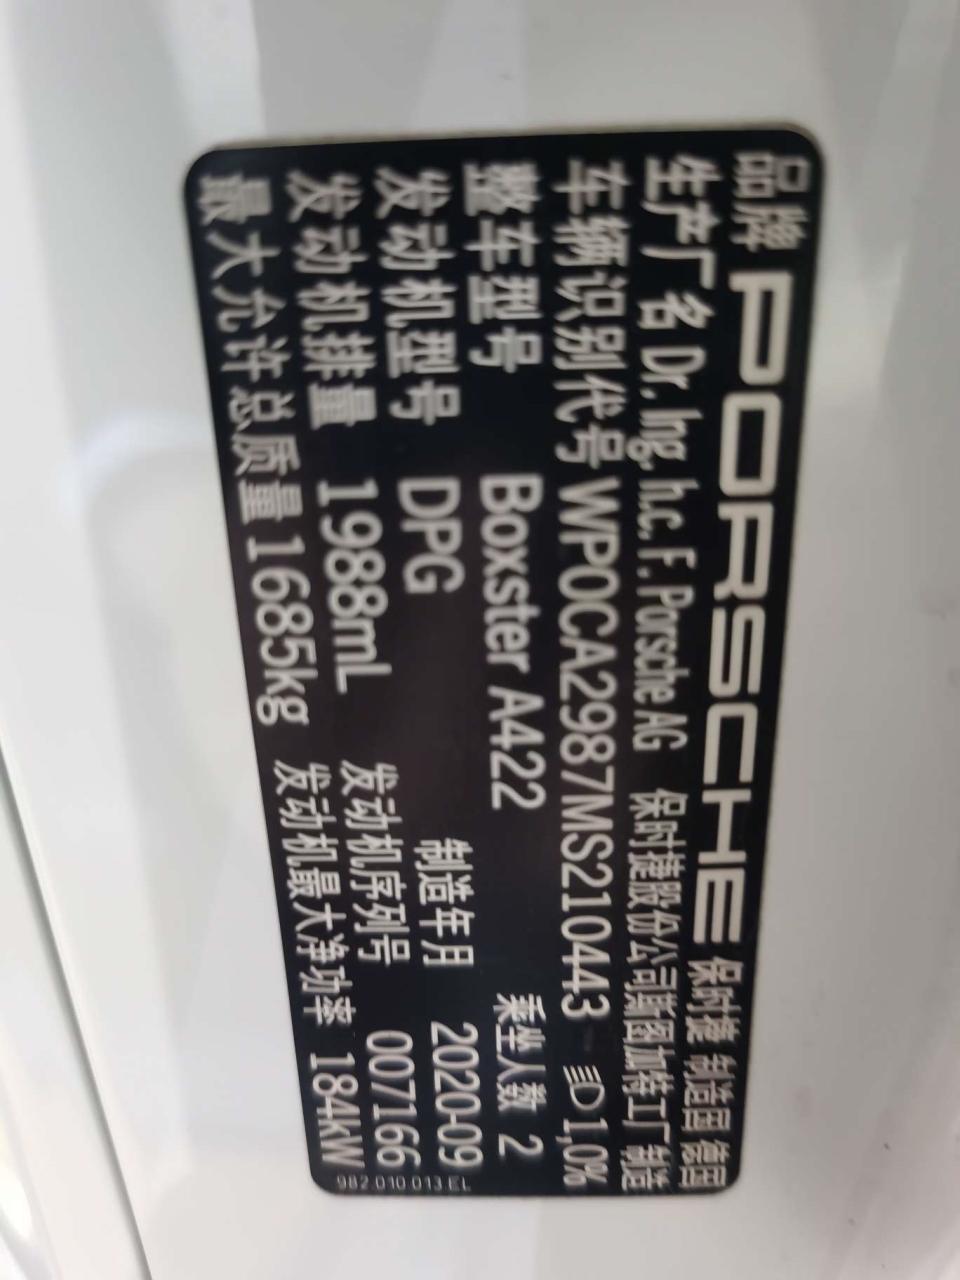 品牌 PORSCHE 保时捷 制造国 德国
生产厂名 Dr. Ing. h.c. F. Porsche AG 保时捷股份公司斯图加特工厂制造
车辆识别代号 WP0CA2987MS210443 1,0%
整车型号 Boxster A422 乘坐人数 2
发动机型号 DPG 制造年月 2020-09
发动机排量 1988mL 发动机序列号 007166
最大允许总质量 1685kg 发动机最大净功率 184kW
982.010.013.EL